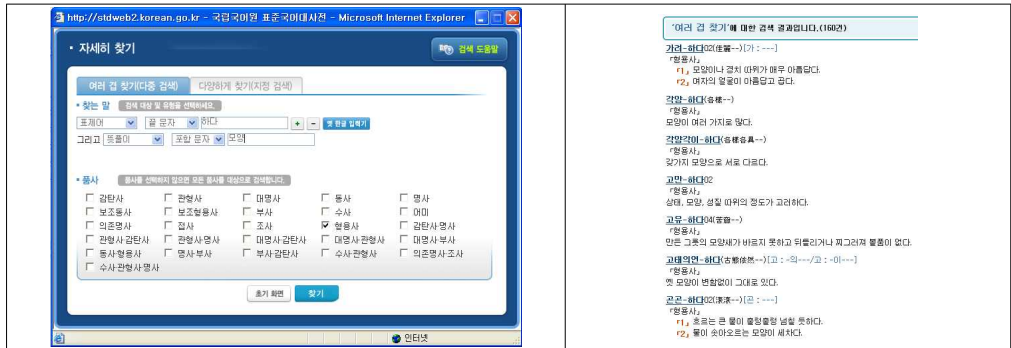 http://stdweb2.korean.go.kr - 국립국어원 표준국어대사전 - Microsoft Internet Explorer
· 자세히 찾기
검색 도움말
여러 겹 찾기(다중 검색) 다양하게 찾기(지정 검색)
• 찾는 말 검색 대상 및 유형을 선택하세요.
표제어 끝 문자 하다 + - 옛 한글 입력기
그리고 뜻풀이 포함 문자 모양
• 품사 품사를 선택하지 않으면 모든 품사를 대상으로 검색합니다.
감탄사 관형사 대명사 동사 명사
보조동사 보조형용사 부사 수사 어미
의존명사 접사 조사 형용사 감탄사·명사
관형사·감탄사 관형사·명사 대명사·감탄사 대명사·관형사 대명사·부사
동사·형용사 명사·부사 부사·감탄사 수사·관형사 의존명사·조사
수사·관형사·명사
초기 화면 찾기
인터넷
'여러 겹 찾기'에 대한 검색 결과입니다.(160건)
가려-하다02(佳麗--)[가ː---]
「형용사」
「1」 모양이나 경치 따위가 매우 아름답다.
「2」 여자의 얼굴이 아름답고 곱다.
각양-하다(各樣--)
「형용사」
모양이 여러 가지로 많다.
각양각이-하다(各樣各異--)
「형용사」
갖가지 모양으로 서로 다르다.
고만-하다02
「형용사」
상태, 모양, 성질 따위의 정도가 고러하다.
고유-하다04(苦窳--)
「형용사」
만든 그릇의 모양새가 바르지 못하고 뒤틀리거나 찌그러져 볼품이 없다.
고태의연-하다(古態依然--)[고ː-의---/고ː-이---]
「형용사」
옛 모양이 변함없이 그대로 있다.
곤곤-하다02(滾滾--)[곤ː---]
「형용사」
「1」 흐르는 큰 물이 출렁출렁 넘칠 듯하다.
「2」 물이 솟아오르는 모양이 세차다.